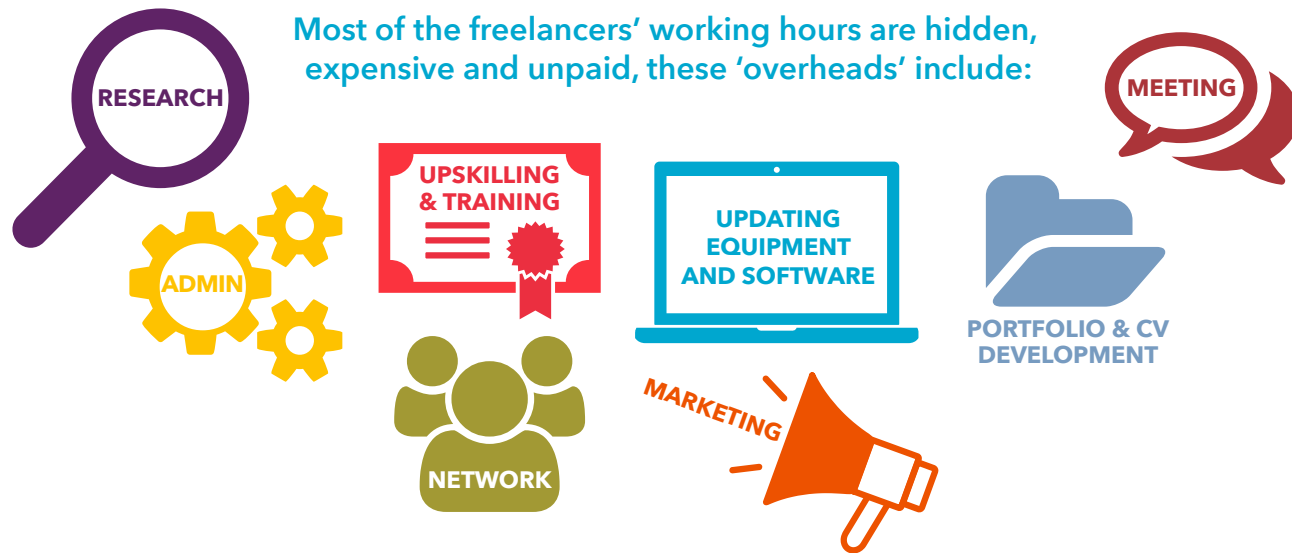 Most of the freelancers’ working hours are hidden,
expensive and unpaid, these ‘overheads’ include:
RESEARCH
MEETING
UPSKILLING
& TRAINING
UPDATING
EQUIPMENT
AND SOFTWARE
ADMIN
PORTFOLIO & CV
DEVELOPMENT
MARKETING
NETWORK